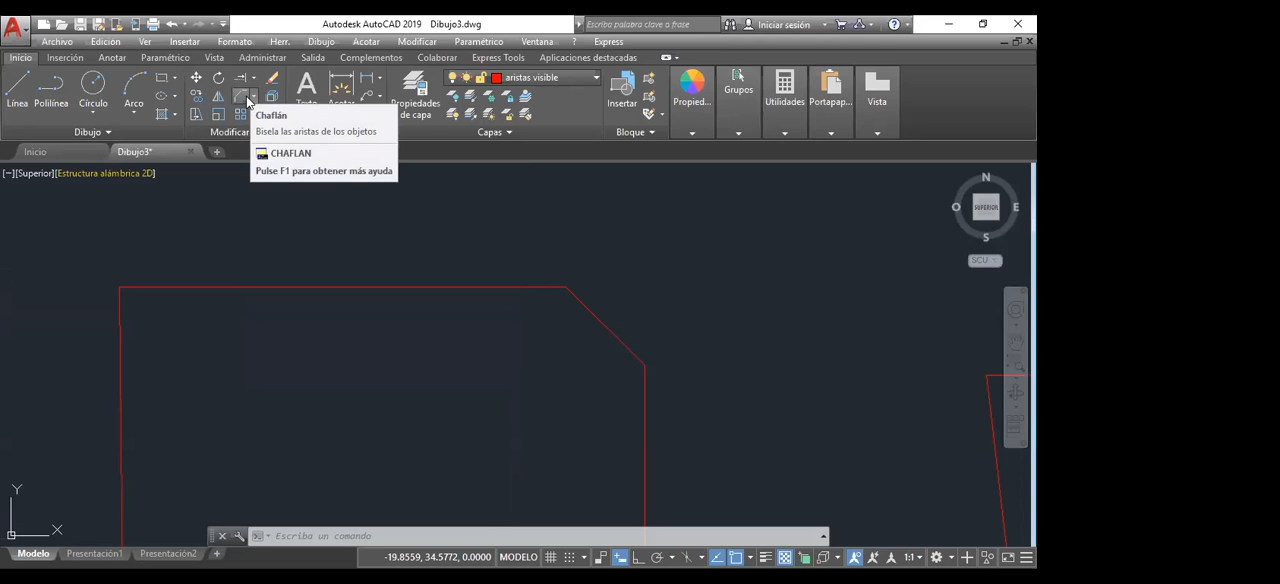 Autodesk AutoCAD 2019 Dibujo3.dwg
Escriba palabra clave o frase
Iniciar sesión
Archivo Edición Ver Insertar Formato Herr. Dibujo Acotar Modificar Paramétrico Ventana ? Express
Inicio Inserción Anotar Paramétrico Vista Administrar Salida Complementos Colaborar Express Tools Aplicaciones destacadas
aristas visible
Línea Polilínea Círculo Arco
Texto Acotar
Propiedades de capa
Insertar
Propied...
Grupos
Utilidades
Portapap...
Vista
Dibujo Modificar Capas Bloque
Chaflán
Bisela las aristas de los objetos
CHAFLAN
Pulse F1 para obtener más ayuda
Inicio Dibujo3* +
[−][Superior][Estructura alámbrica 2D]
N
O SUPERIOR E
S
SCU
Y
X
Escriba un comando
Modelo Presentación1 Presentación2 +
-19.8559, 34.5772, 0.0000 MODELO 1:1